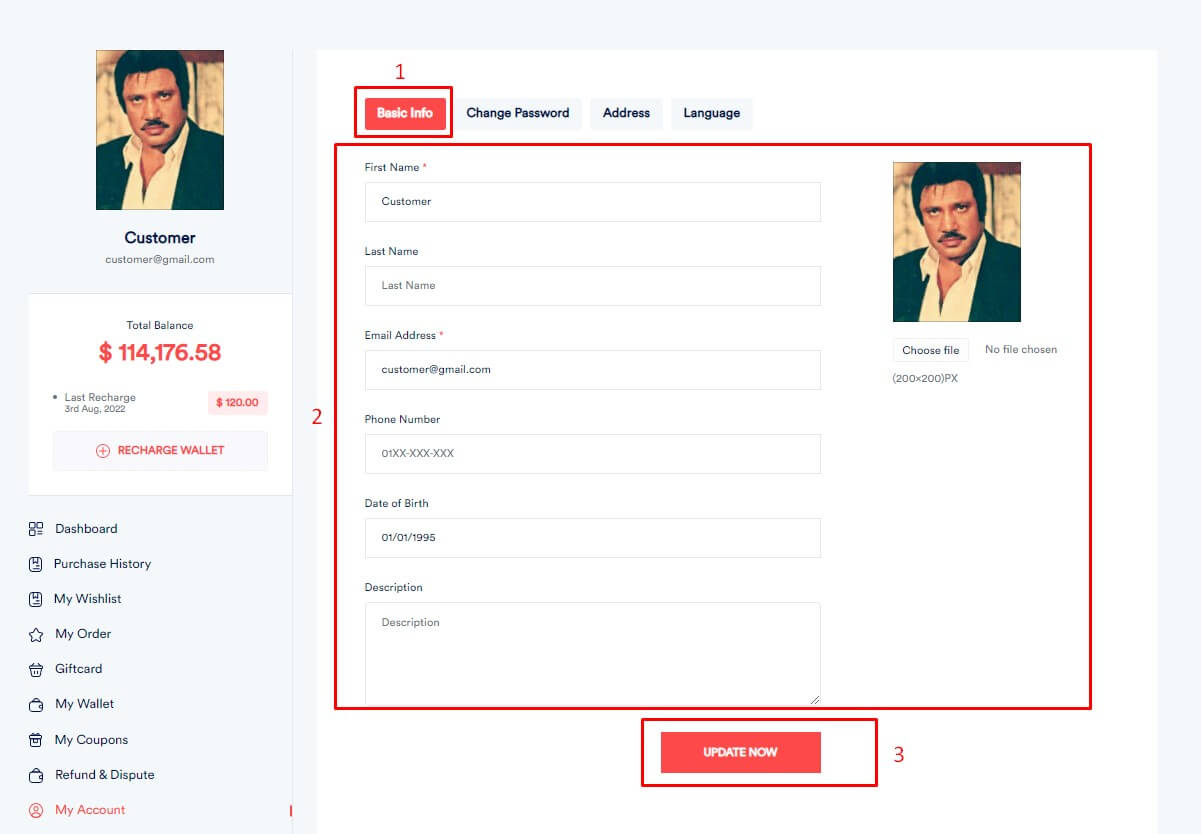 Customer
customer@gmail.com
Total Balance
$ 114,176.58
Last Recharge
3rd Aug, 2022
$ 120.00
RECHARGE WALLET
Dashboard
Purchase History
My Wishlist
My Order
Giftcard
My Wallet
My Coupons
Refund & Dispute
My Account
1
Basic Info
Change Password
Address
Language
2
First Name *
Customer
Last Name
Last Name
Email Address *
customer@gmail.com
Phone Number
01XX-XXX-XXX
Date of Birth
01/01/1995
Description
Description
Choose file
No file chosen
(200×200)PX
UPDATE NOW
3